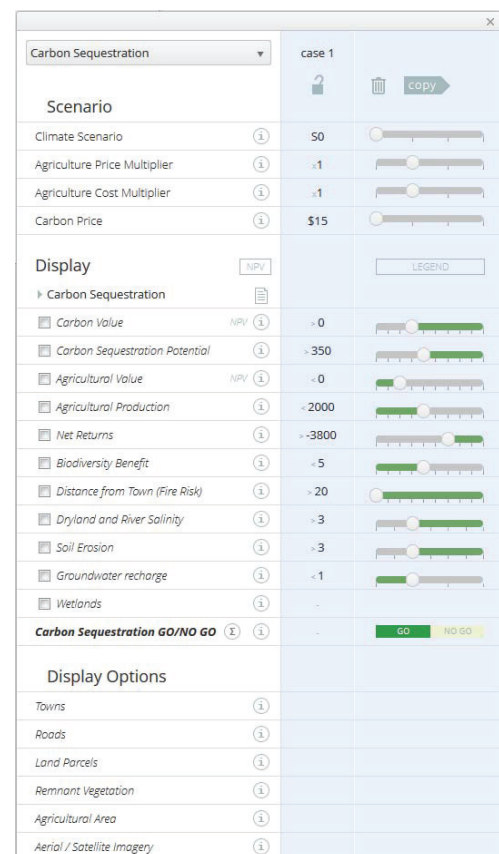 Carbon Sequestration case 1
copy
Scenario
Climate Scenario S0
Agriculture Price Multiplier x1
Agriculture Cost Multiplier x1
Carbon Price $15
Display NPV LEGEND
Carbon Sequestration
Carbon Value NPV > 0
Carbon Sequestration Potential > 350
Agricultural Value NPV < 0
Agricultural Production < 2000
Net Returns > -3800
Biodiversity Benefit < 5
Distance from Town (Fire Risk) > 20
Dryland and River Salinity > 3
Soil Erosion > 3
Groundwater recharge < 1
Wetlands -
Carbon Sequestration GO/NO GO Σ - GO NO GO
Display Options
Towns
Roads
Land Parcels
Remnant Vegetation
Agricultural Area
Aerial / Satellite Imagery